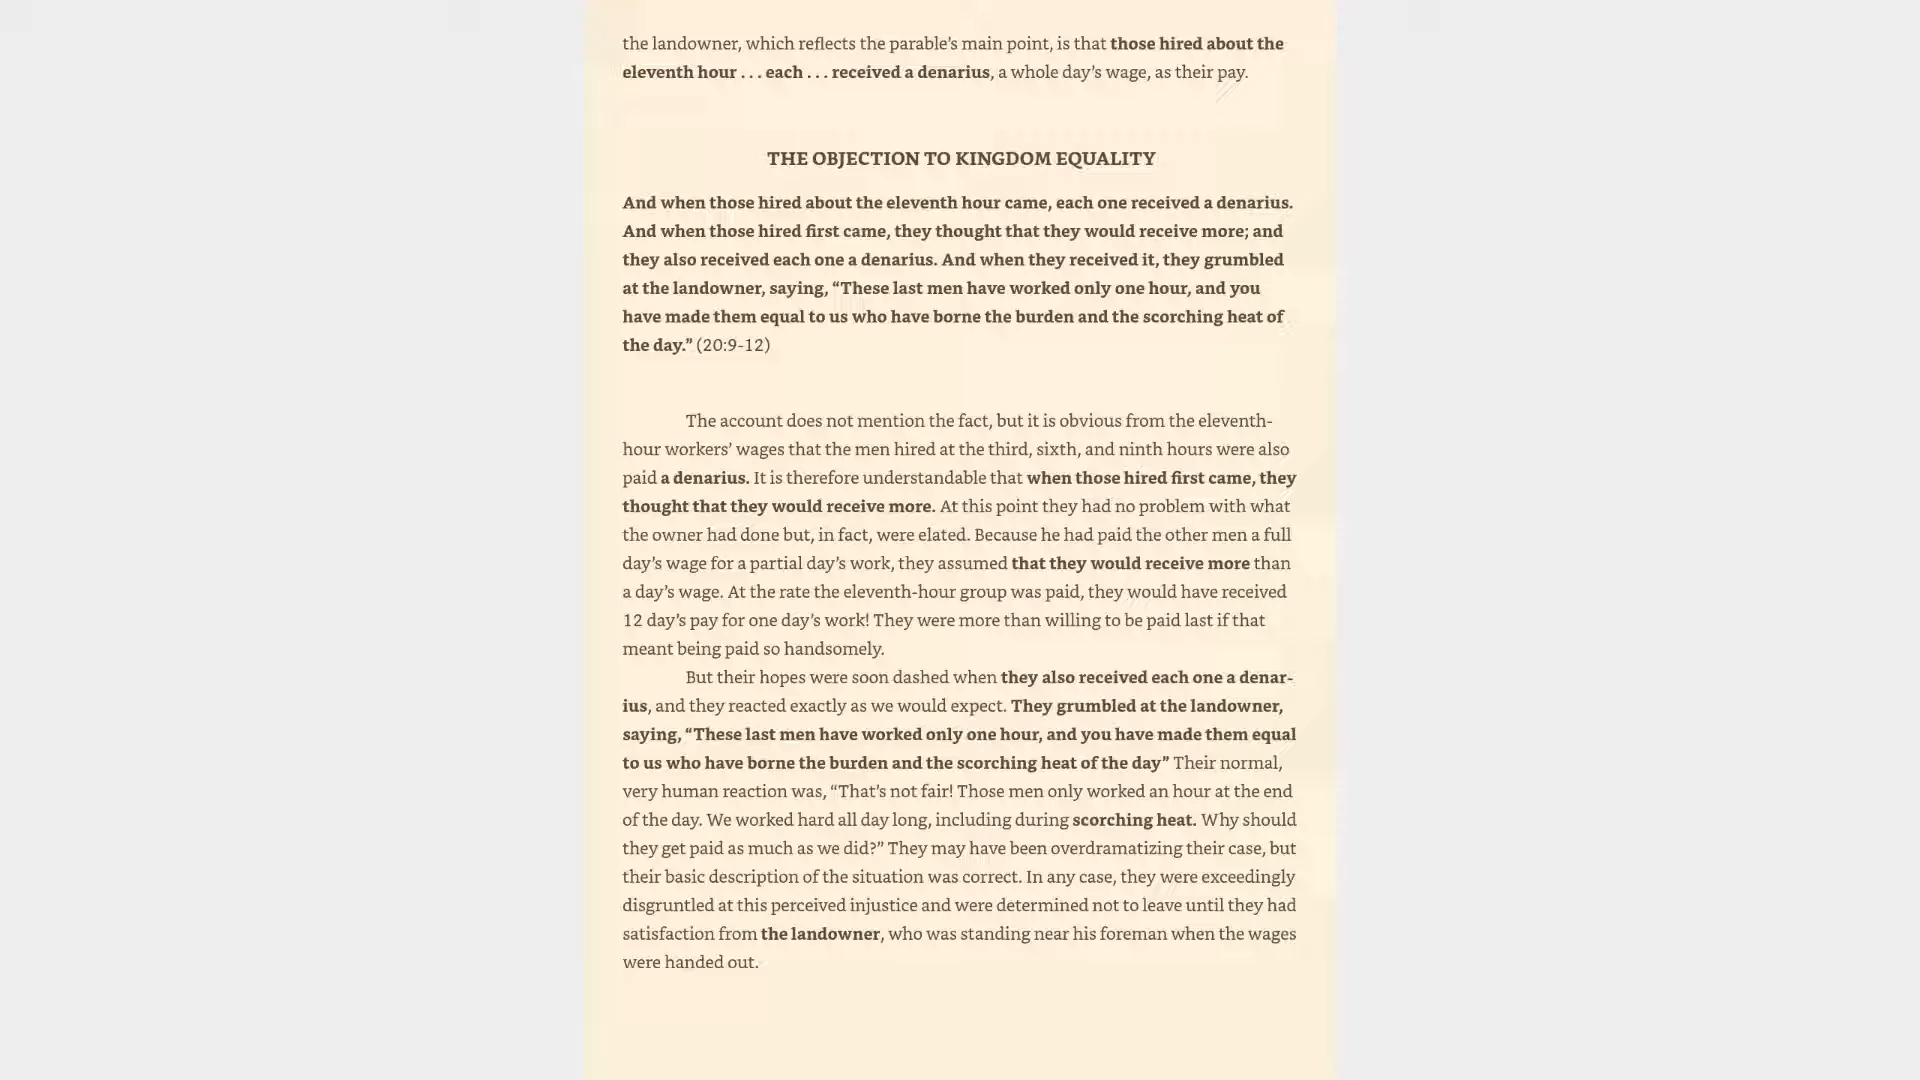 the landowner, which reflects the parable’s main point, is that those hired about the
eleventh hour . . . each . . . received a denarius, a whole day’s wage, as their pay.
THE OBJECTION TO KINGDOM EQUALITY
And when those hired about the eleventh hour came, each one received a denarius.
And when those hired first came, they thought that they would receive more; and
they also received each one a denarius. And when they received it, they grumbled
at the landowner, saying, “These last men have worked only one hour, and you
have made them equal to us who have borne the burden and the scorching heat of
the day.” (20:9-12)
The account does not mention the fact, but it is obvious from the eleventh-
hour workers’ wages that the men hired at the third, sixth, and ninth hours were also
paid a denarius. It is therefore understandable that when those hired first came, they
thought that they would receive more. At this point they had no problem with what
the owner had done but, in fact, were elated. Because he had paid the other men a full
day’s wage for a partial day’s work, they assumed that they would receive more than
a day’s wage. At the rate the eleventh-hour group was paid, they would have received
12 day’s pay for one day’s work! They were more than willing to be paid last if that
meant being paid so handsomely.
But their hopes were soon dashed when they also received each one a denar-
ius, and they reacted exactly as we would expect. They grumbled at the landowner,
saying, “These last men have worked only one hour, and you have made them equal
to us who have borne the burden and the scorching heat of the day” Their normal,
very human reaction was, “That’s not fair! Those men only worked an hour at the end
of the day. We worked hard all day long, including during scorching heat. Why should
they get paid as much as we did?” They may have been overdramatizing their case, but
their basic description of the situation was correct. In any case, they were exceedingly
disgruntled at this perceived injustice and were determined not to leave until they had
satisfaction from the landowner, who was standing near his foreman when the wages
were handed out.